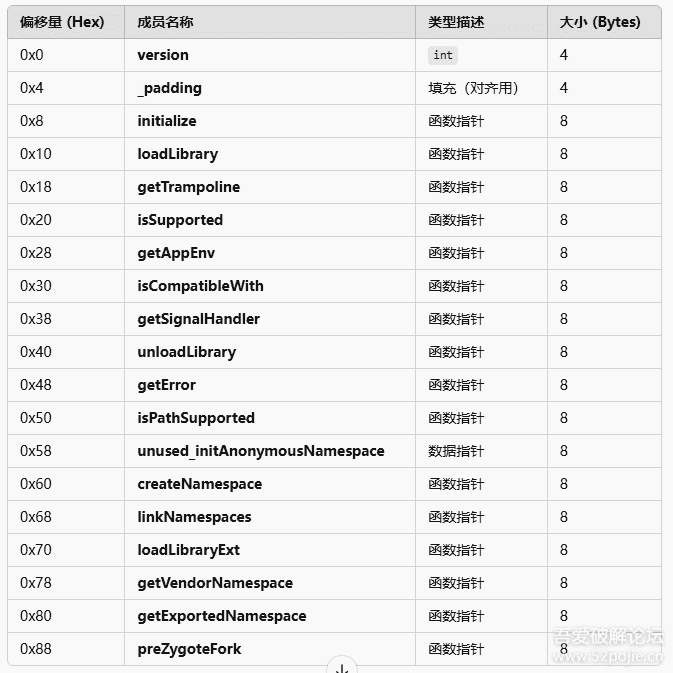 偏移量 (Hex) 成员名称 类型描述 大小 (Bytes)
0x0 version int 4
0x4 _padding 填充（对齐用） 4
0x8 initialize 函数指针 8
0x10 loadLibrary 函数指针 8
0x18 getTrampoline 函数指针 8
0x20 isSupported 函数指针 8
0x28 getAppEnv 函数指针 8
0x30 isCompatibleWith 函数指针 8
0x38 getSignalHandler 函数指针 8
0x40 unloadLibrary 函数指针 8
0x48 getError 函数指针 8
0x50 isPathSupported 函数指针 8
0x58 unused_initAnonymousNamespace 数据指针 8
0x60 createNamespace 函数指针 8
0x68 linkNamespaces 函数指针 8
0x70 loadLibraryExt 函数指针 8
0x78 getVendorNamespace 函数指针 8
0x80 getExportedNamespace 函数指针 8
0x88 preZygoteFork 函数指针 8
吾爱破解论坛
www.52pojie.cn